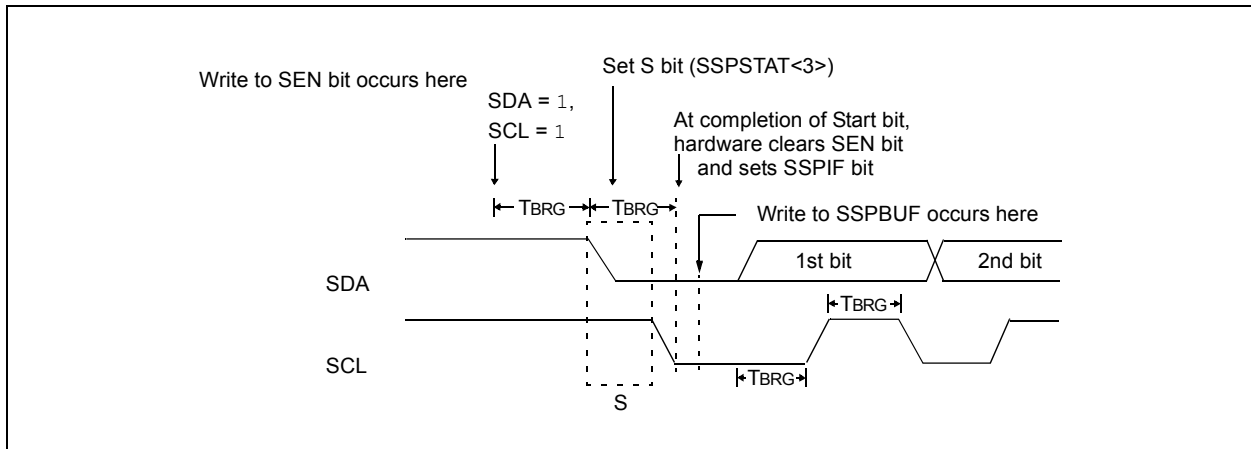 Write to SEN bit occurs here
Set S bit (SSPSTAT<3>)
SDA = 1,
SCL = 1
At completion of Start bit,
hardware clears SEN bit
and sets SSPIF bit
TBRG
TBRG
Write to SSPBUF occurs here
SDA
1st bit
2nd bit
TBRG
SCL
TBRG
S